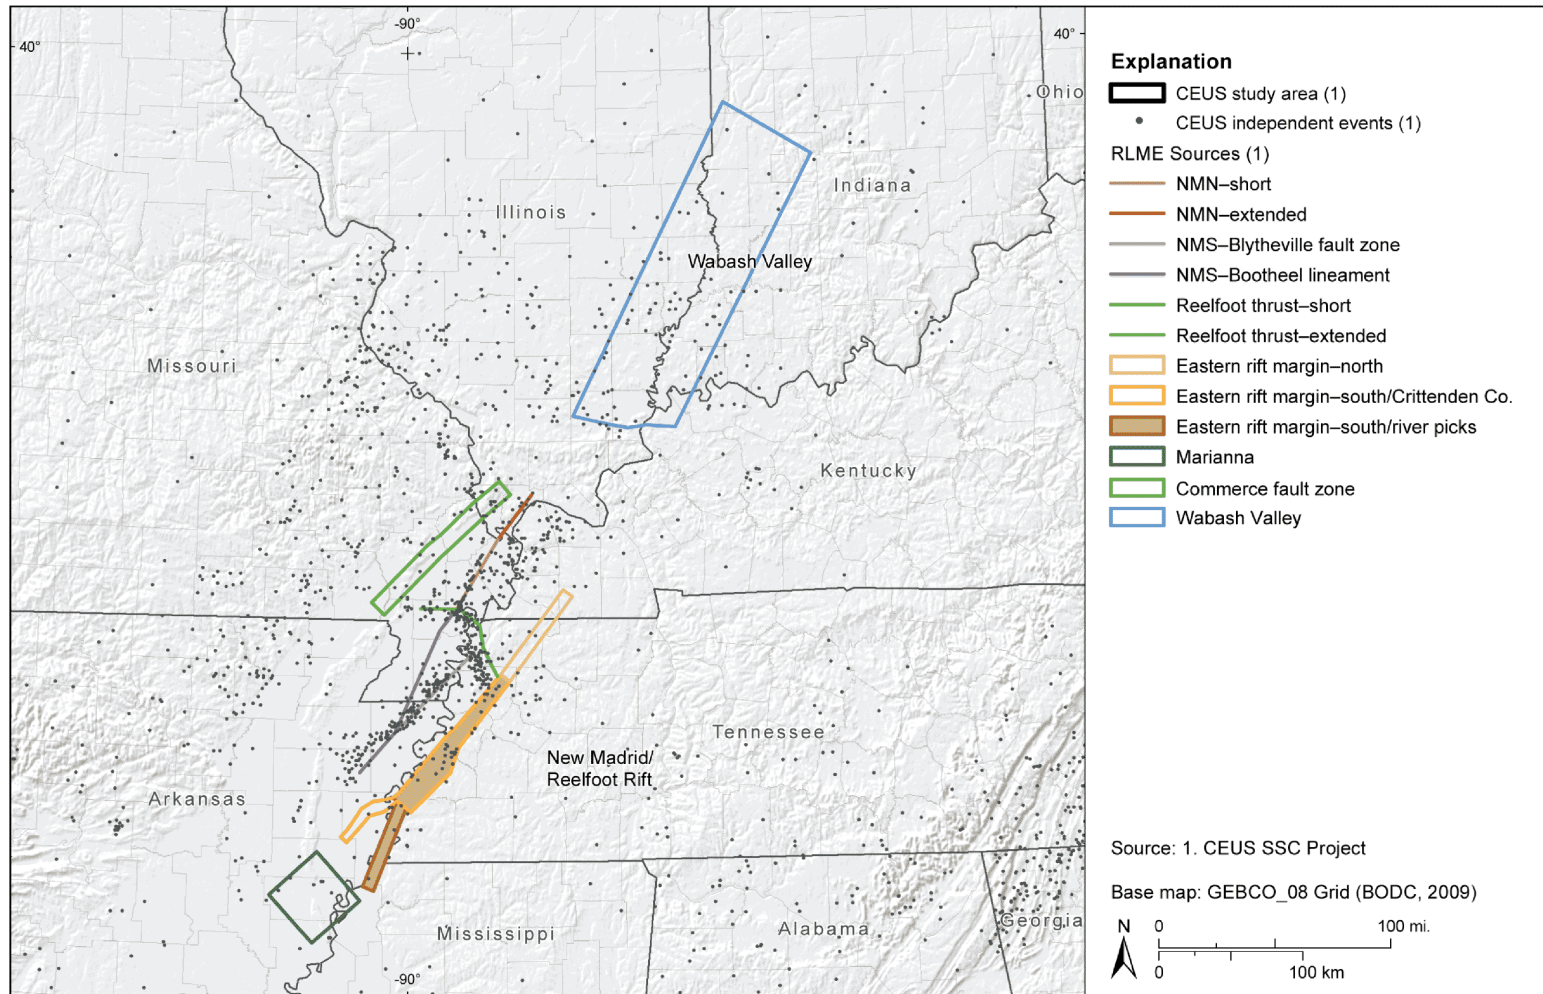 -90°
40°
40°
Ohio
Indiana
Illinois
Wabash Valley
Missouri
Kentucky
Tennessee
New Madrid/
Reelfoot Rift
Arkansas
Georgia
Alabama
Mississippi
-90°
Explanation
CEUS study area (1)
CEUS independent events (1)
RLME Sources (1)
NMN–short
NMN–extended
NMS–Blytheville fault zone
NMS–Bootheel lineament
Reelfoot thrust–short
Reelfoot thrust–extended
Eastern rift margin–north
Eastern rift margin–south/Crittenden Co.
Eastern rift margin–south/river picks
Marianna
Commerce fault zone
Wabash Valley
Source: 1. CEUS SSC Project
Base map: GEBCO_08 Grid (BODC, 2009)
N
0 100 mi.
0 100 km